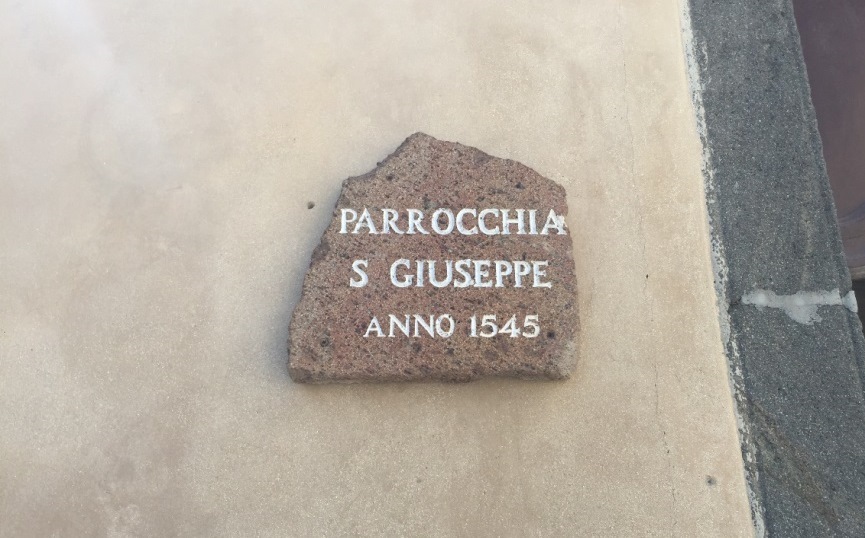 PARROCCHIA
S GIUSEPPE
ANNO 1545